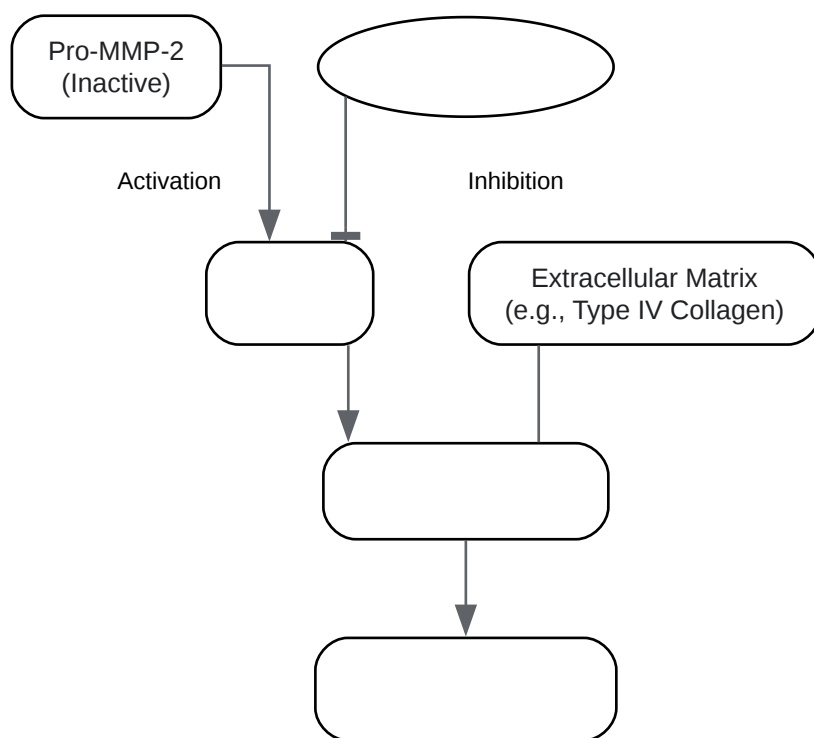 Pro-MMP-2
(Inactive)
Activation
Inhibition
Extracellular Matrix
(e.g., Type IV Collagen)